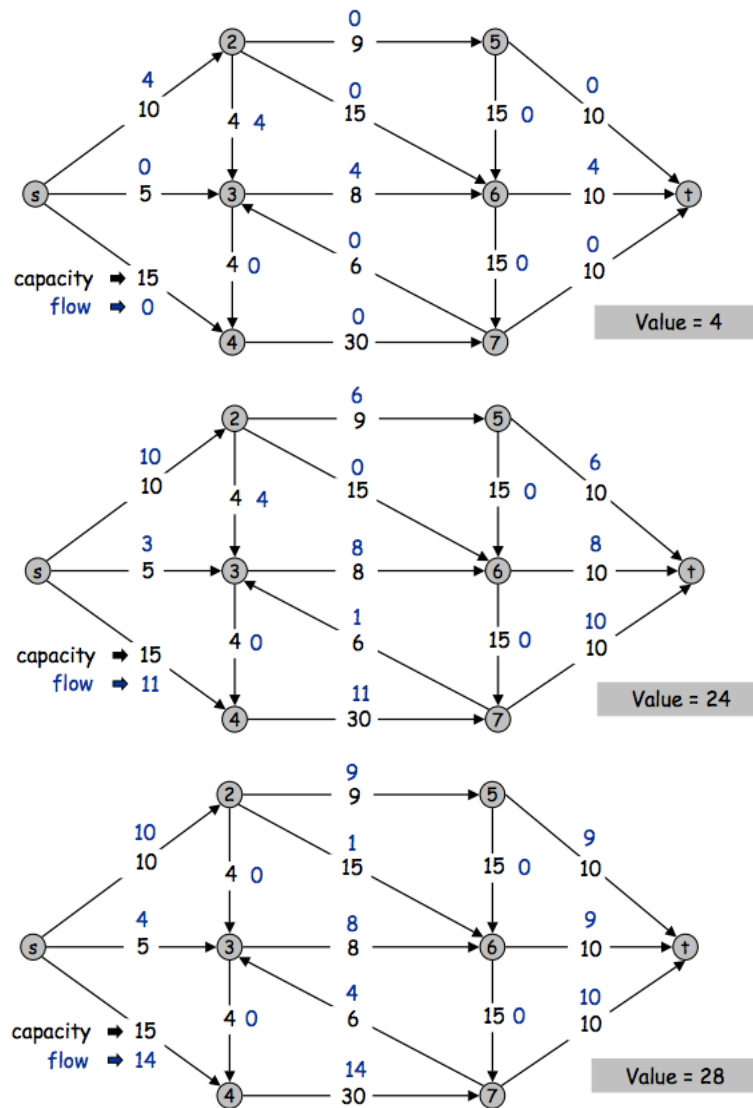 0
2 9 5
4 0 0
10 15 10
4 4 15 0
0 4 4
s 5 3 8 6 10 t
0 0
4 0 6 15 0 10
capacity ➡ 15
flow ➡ 0
0
4 30 7
Value = 4
6
2 9 5
10 0 6
10 15 10
4 4 15 0
3 8 8
s 5 3 8 6 10 t
1 10
4 0 6 15 0 10
capacity ➡ 15
flow ➡ 11
11
4 30 7
Value = 24
9
2 9 5
10 1 9
10 15 10
4 0 15 0
4 8 9
s 5 3 8 6 10 t
4 10
4 0 6 15 0 10
capacity ➡ 15
flow ➡ 14
14
4 30 7
Value = 28